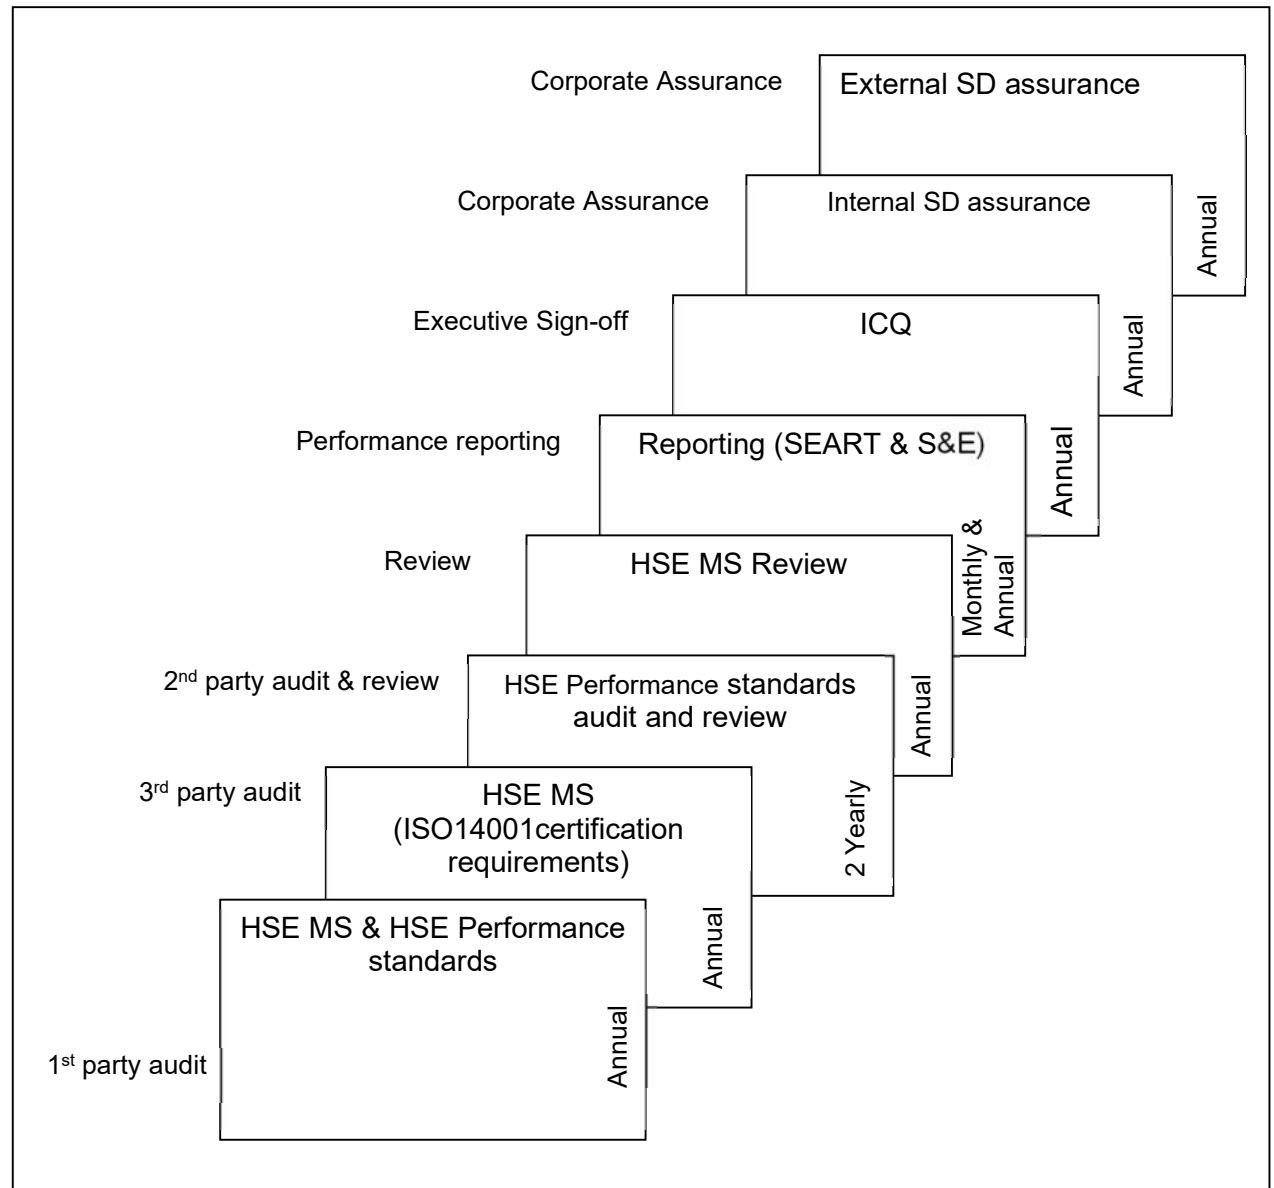 Corporate Assurance
External SD assurance
Annual
Corporate Assurance
Internal SD assurance
Annual
Executive Sign-off
ICQ
Annual
Performance reporting
Reporting (SEART & S&E)
Monthly &
Annual
Review
HSE MS Review
Annual
2nd party audit & review
HSE Performance standards
audit and review
2 Yearly
3rd party audit
HSE MS
(ISO14001certification
requirements)
Annual
HSE MS & HSE Performance
standards
Annual
1st party audit